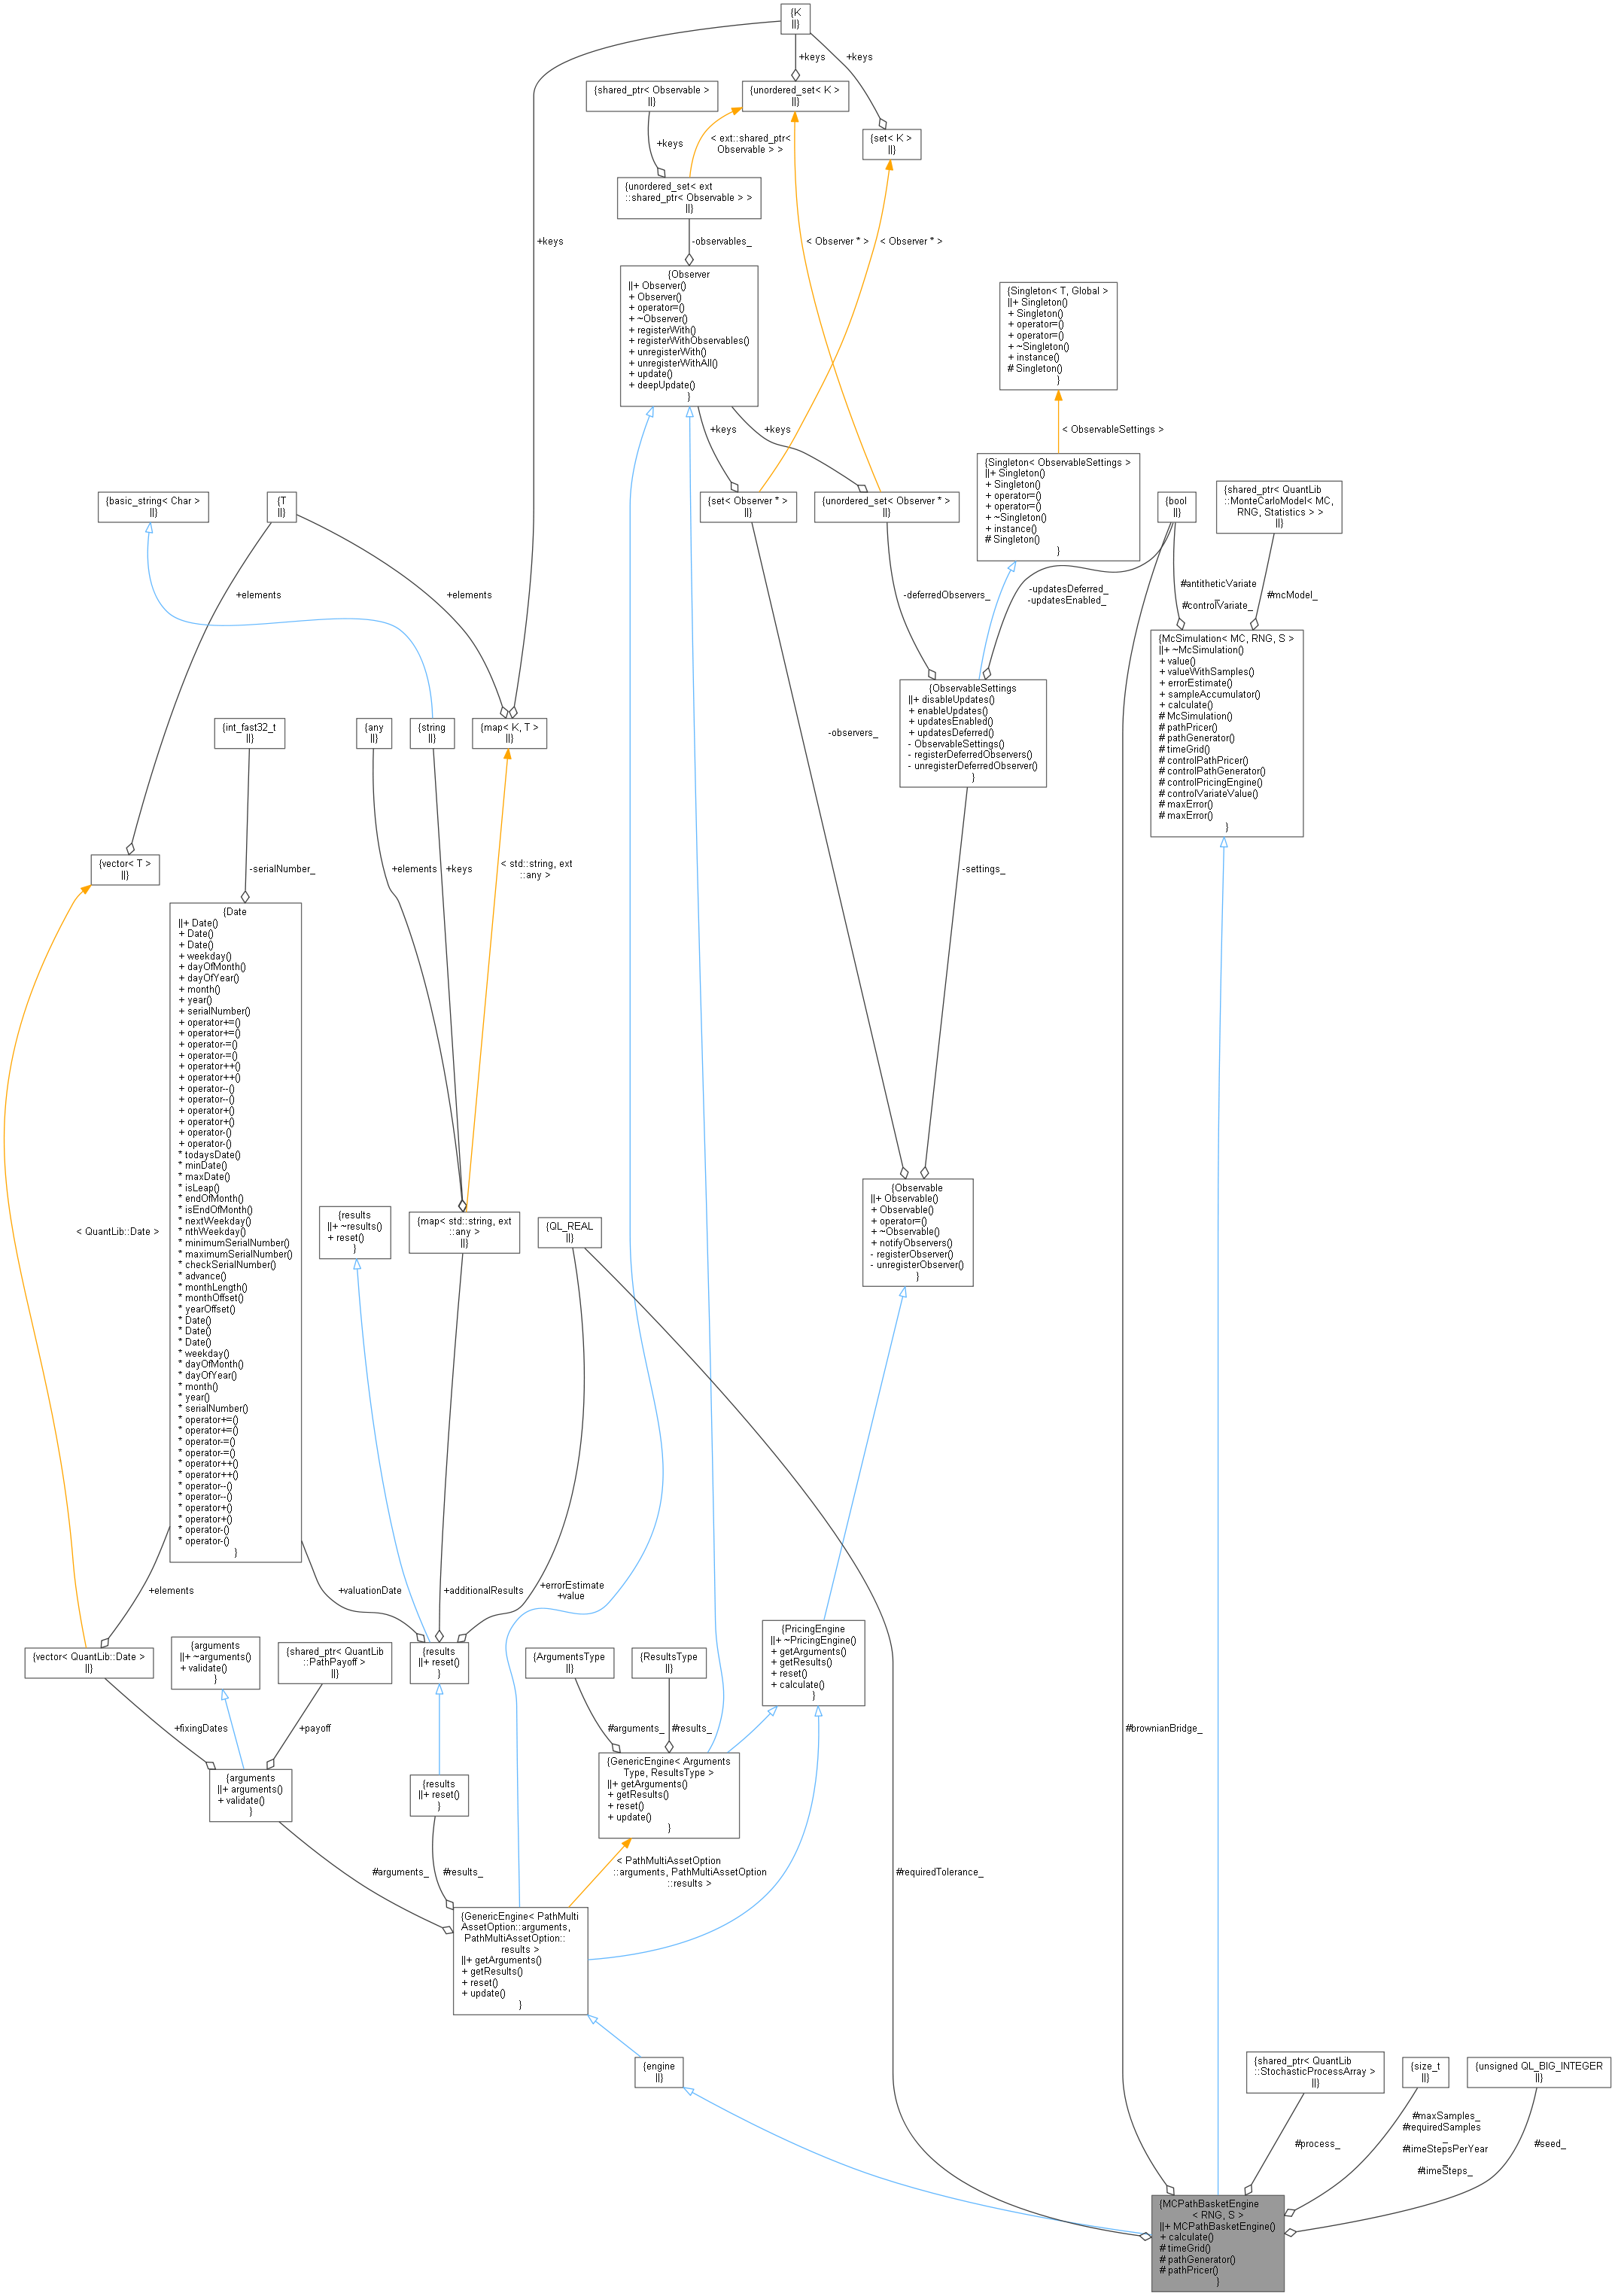 {K
||}
+keys
+keys
{shared_ptr< Observable >
||}
{unordered_set< K >
||}
{set< K >
||}
+keys
< ext::shared_ptr<
Observable > >
{unordered_set< ext
::shared_ptr< Observable > >
||}
+keys
-observables_
< Observer * >
< Observer * >
{Observer
||+ Observer()
+ Observer()
+ operator=()
+ ~Observer()
+ registerWith()
+ registerWithObservables()
+ unregisterWith()
+ unregisterWithAll()
+ update()
+ deepUpdate()
}
{Singleton< T, Global >
||+ Singleton()
+ Singleton()
+ operator=()
+ operator=()
+ ~Singleton()
+ instance()
# Singleton()
}
+keys
+keys
< ObservableSettings >
{Singleton< ObservableSettings >
||+ Singleton()
+ Singleton()
+ operator=()
+ operator=()
+ ~Singleton()
+ instance()
# Singleton()
}
{basic_string< Char >
||}
{T
||}
{set< Observer * >
||}
{unordered_set< Observer * >
||}
{bool
||}
{shared_ptr< QuantLib
::MonteCarloModel< MC,
RNG, Statistics > >
||}
+elements
+elements
-deferredObservers_
-updatesDeferred_
-updatesEnabled_
#antitheticVariate
_
#controlVariate_
#mcModel_
{McSimulation< MC, RNG, S >
||+ ~McSimulation()
+ value()
+ valueWithSamples()
+ errorEstimate()
+ sampleAccumulator()
+ calculate()
# McSimulation()
# pathPricer()
# pathGenerator()
# timeGrid()
# controlPathPricer()
# controlPathGenerator()
# controlPricingEngine()
# controlVariateValue()
# maxError()
# maxError()
}
{ObservableSettings
||+ disableUpdates()
+ enableUpdates()
+ updatesEnabled()
+ updatesDeferred()
- ObservableSettings()
- registerDeferredObservers()
- unregisterDeferredObserver()
}
{int_fast32_t
||}
{any
||}
{string
||}
{map< K, T >
||}
-observers_
{vector< T >
||}
-serialNumber_
+elements
+keys
< std::string, ext
::any >
-settings_
{Date
||+ Date()
+ Date()
+ Date()
+ weekday()
+ dayOfMonth()
+ dayOfYear()
+ month()
+ year()
+ serialNumber()
+ operator+=()
+ operator+=()
+ operator-=()
+ operator-=()
+ operator++()
+ operator++()
+ operator--()
+ operator--()
+ operator+()
+ operator+()
+ operator-()
+ operator-()
* todaysDate()
* minDate()
* maxDate()
* isLeap()
* endOfMonth()
* isEndOfMonth()
* nextWeekday()
* nthWeekday()
* minimumSerialNumber()
* maximumSerialNumber()
* checkSerialNumber()
* advance()
* monthLength()
* monthOffset()
* yearOffset()
* Date()
* Date()
* Date()
* weekday()
* dayOfMonth()
* dayOfYear()
* month()
* year()
* serialNumber()
* operator+=()
* operator+=()
* operator-=()
* operator-=()
* operator++()
* operator++()
* operator--()
* operator--()
* operator+()
* operator+()
* operator-()
* operator-()
}
< QuantLib::Date >
{results
||+ ~results()
+ reset()
}
{map< std::string, ext
::any >
||}
{QL_REAL
||}
{Observable
||+ Observable()
+ Observable()
+ operator=()
+ ~Observable()
+ notifyObservers()
- registerObserver()
- unregisterObserver()
}
+elements
+valuationDate
+additionalResults
+errorEstimate
+value
{vector< QuantLib::Date >
||}
{arguments
||+ ~arguments()
+ validate()
}
{shared_ptr< QuantLib
::PathPayoff >
||}
{results
||+ reset()
}
{ArgumentsType
||}
{ResultsType
||}
{PricingEngine
||+ ~PricingEngine()
+ getArguments()
+ getResults()
+ reset()
+ calculate()
}
+fixingDates
+payoff
#arguments_
#results_
#brownianBridge_
{arguments
||+ arguments()
+ validate()
}
{results
||+ reset()
}
{GenericEngine< Arguments
Type, ResultsType >
||+ getArguments()
+ getResults()
+ reset()
+ update()
}
#arguments_
#results_
< PathMultiAssetOption
::arguments, PathMultiAssetOption
::results >
#requiredTolerance_
{GenericEngine< PathMulti
AssetOption::arguments,
PathMultiAssetOption::
results >
||+ getArguments()
+ getResults()
+ reset()
+ update()
}
{engine
||}
{shared_ptr< QuantLib
::StochasticProcessArray >
||}
{size_t
||}
{unsigned QL_BIG_INTEGER
||}
#process_
#maxSamples_
#requiredSamples
_
#timeStepsPerYear
_
#timeSteps_
#seed_
{MCPathBasketEngine
< RNG, S >
||+ MCPathBasketEngine()
+ calculate()
# timeGrid()
# pathGenerator()
# pathPricer()
}